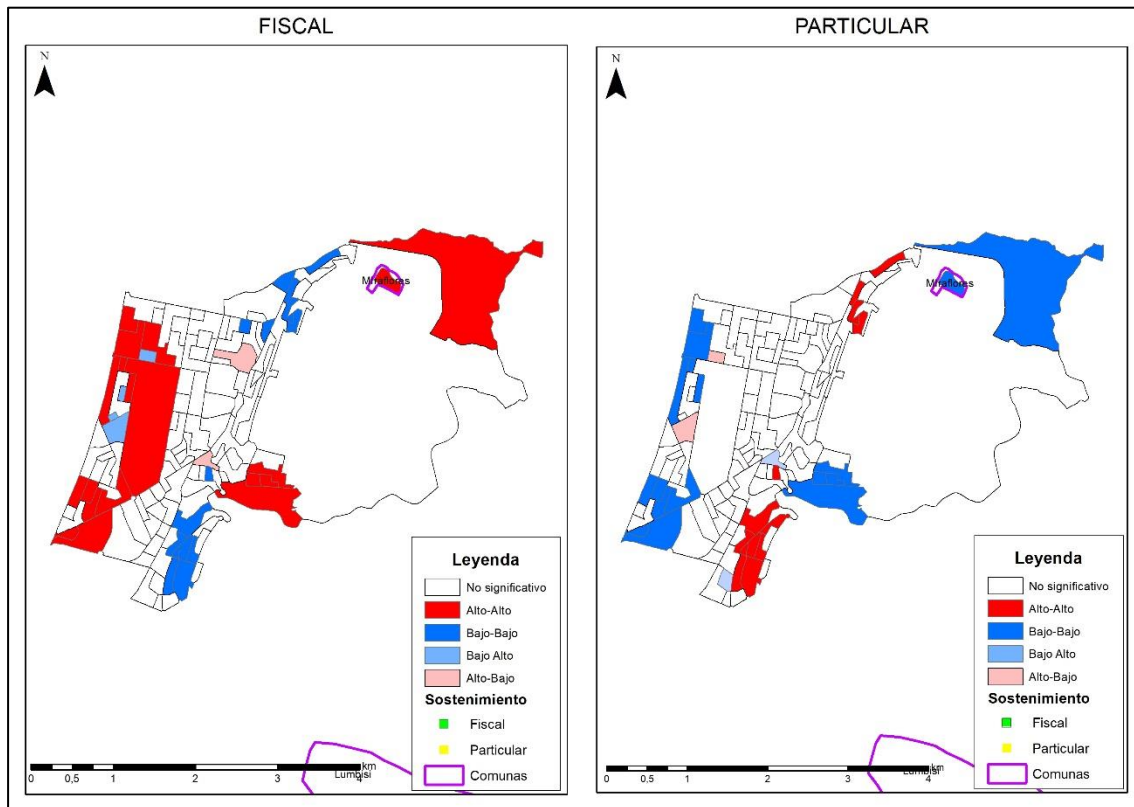 FISCAL
N
Miraflores
Leyenda
No significativo
Alto-Alto
Bajo-Bajo
Bajo Alto
Alto-Bajo
Sostenimiento
Fiscal
Particular
Comunas
km
Lumbisi
0 0,5 1 2 3 4
PARTICULAR
N
Miraflores
Leyenda
No significativo
Alto-Alto
Bajo-Bajo
Bajo Alto
Alto-Bajo
Sostenimiento
Fiscal
Particular
Comunas
km
Lumbisi
0 0,5 1 2 3 4